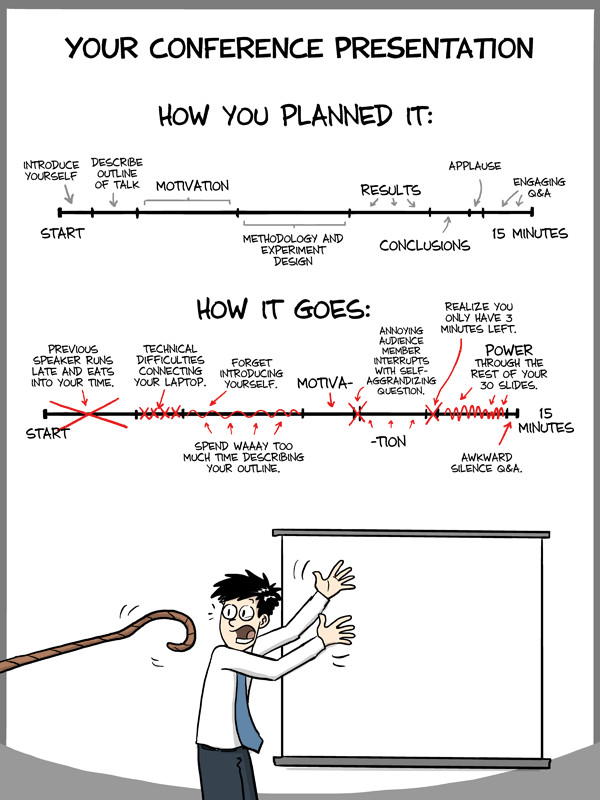 YOUR CONFERENCE PRESENTATION
HOW YOU PLANNED IT:
INTRODUCE
YOURSELF
DESCRIBE
OUTLINE
OF TALK
MOTIVATION
RESULTS
APPLAUSE
ENGAGING
Q&A
START
METHODOLOGY AND
EXPERIMENT
DESIGN
CONCLUSIONS
15 MINUTES
HOW IT GOES:
PREVIOUS
SPEAKER RUNS
LATE AND EATS
INTO YOUR TIME.
TECHNICAL
DIFFICULTIES
CONNECTING
YOUR LAPTOP.
FORGET
INTRODUCING
YOURSELF.
MOTIVA-
ANNOYING
AUDIENCE
MEMBER
INTERRUPTS
WITH SELF-
AGGRANDIZING
QUESTION.
REALIZE YOU
ONLY HAVE 3
MINUTES LEFT.
POWER
THROUGH THE
REST OF YOUR
30 SLIDES.
START
SPEND WAAAY TOO
MUCH TIME DESCRIBING
YOUR OUTLINE.
-TION
AWKWARD
SILENCE Q&A.
15
MINUTES